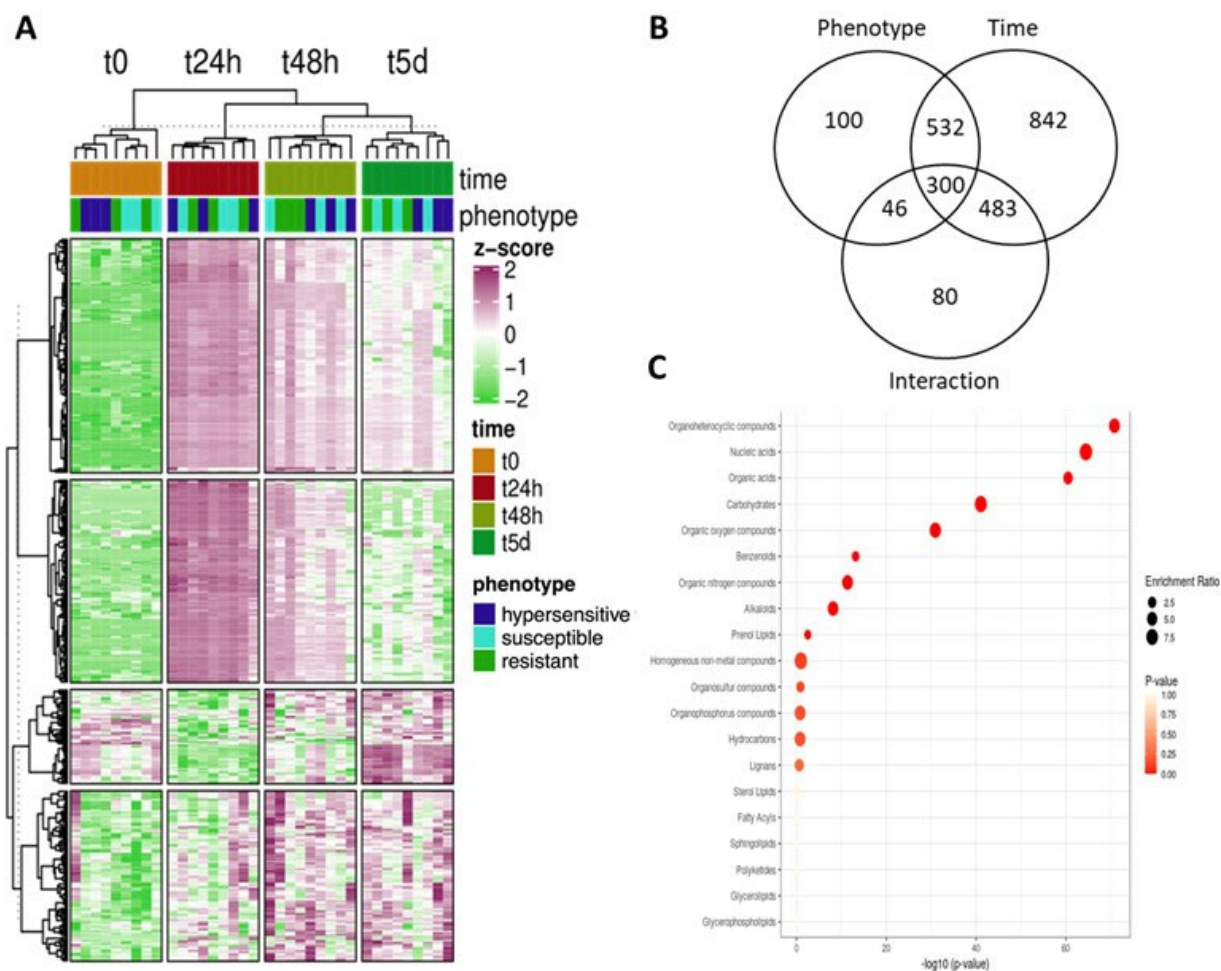 A
t0 t24h t48h t5d
time
phenotype
z-score
2
1
0
-1
-2
time
t0
t24h
t48h
t5d
phenotype
hypersensitive
susceptible
resistant
B
Phenotype Time
100 532 842
300
46 483
80
Interaction
C
Organoheterocyclic compounds
Nucleic acids
Organic acids
Carbohydrates
Organic oxygen compounds
Benzenoids
Organic nitrogen compounds
Alkaloids
Prenol Lipids
Homogeneous non-metal compounds
Organosulfur compounds
Organophosphorus compounds
Hydrocarbons
Lignans
Sterol Lipids
Fatty Acyls
Sphingolipids
Polyketides
Glycerolipids
Glycerophospholipids
0 20 40 60
-log10 (p-value)
Enrichment Ratio
2.5
5.0
7.5
P-value
1.00
0.75
0.50
0.25
0.00